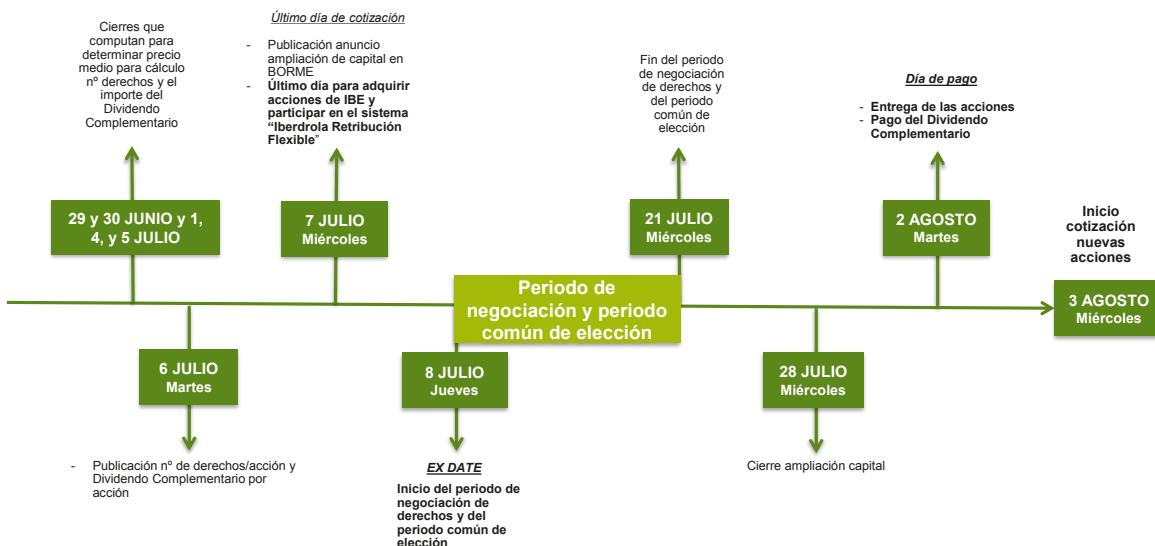 Cierres que
computan para
determinar precio
medio para cálculo
nº derechos y el
importe del
Dividendo
Complementario
29 y 30 JUNIO y 1,
4, y 5 JULIO
Último día de cotización
- Publicación anuncio
ampliación de capital en
BORME
- Último día para adquirir
acciones de IBE y
participar en el sistema
“Iberdrola Retribución
Flexible”
7 JULIO
Miércoles
Fin del periodo
de negociación
de derechos y
del periodo
común de
elección
21 JULIO
Miércoles
Día de pago
- Entrega de las acciones
- Pago del Dividendo
Complementario
2 AGOSTO
Martes
Inicio
cotización
nuevas
acciones
3 AGOSTO
Miércoles
Periodo de
negociación y periodo
común de elección
6 JULIO
Martes
- Publicación nº de derechos/acción y
Dividendo Complementario por
acción
8 JULIO
Jueves
EX DATE
Inicio del periodo de
negociación de
derechos y del
periodo común de
elección
28 JULIO
Miércoles
Cierre ampliación capital